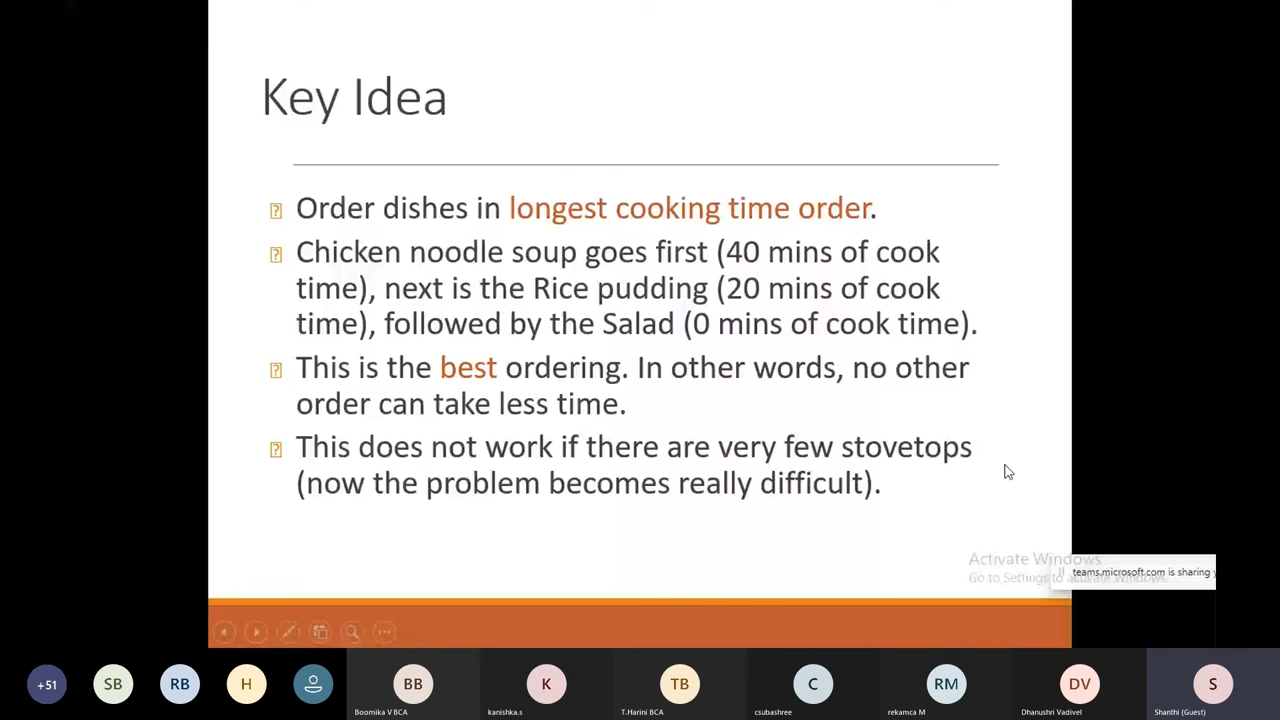 Key Idea
Order dishes in longest cooking time order.
Chicken noodle soup goes first (40 mins of cook
time), next is the Rice pudding (20 mins of cook
time), followed by the Salad (0 mins of cook time).
This is the best ordering. In other words, no other
order can take less time.
This does not work if there are very few stovetops
(now the problem becomes really difficult).
Activate Windows
Go to Settings to activate Windows.
teams.microsoft.com is sharing
+51
SB
RB
H
BB
K
TB
C
RM
DV
S
Boomika V BCA
kanishka.s
T.Harini BCA
csubashree
rekamca M
Dhanushri Vadivel
Shanthi (Guest)